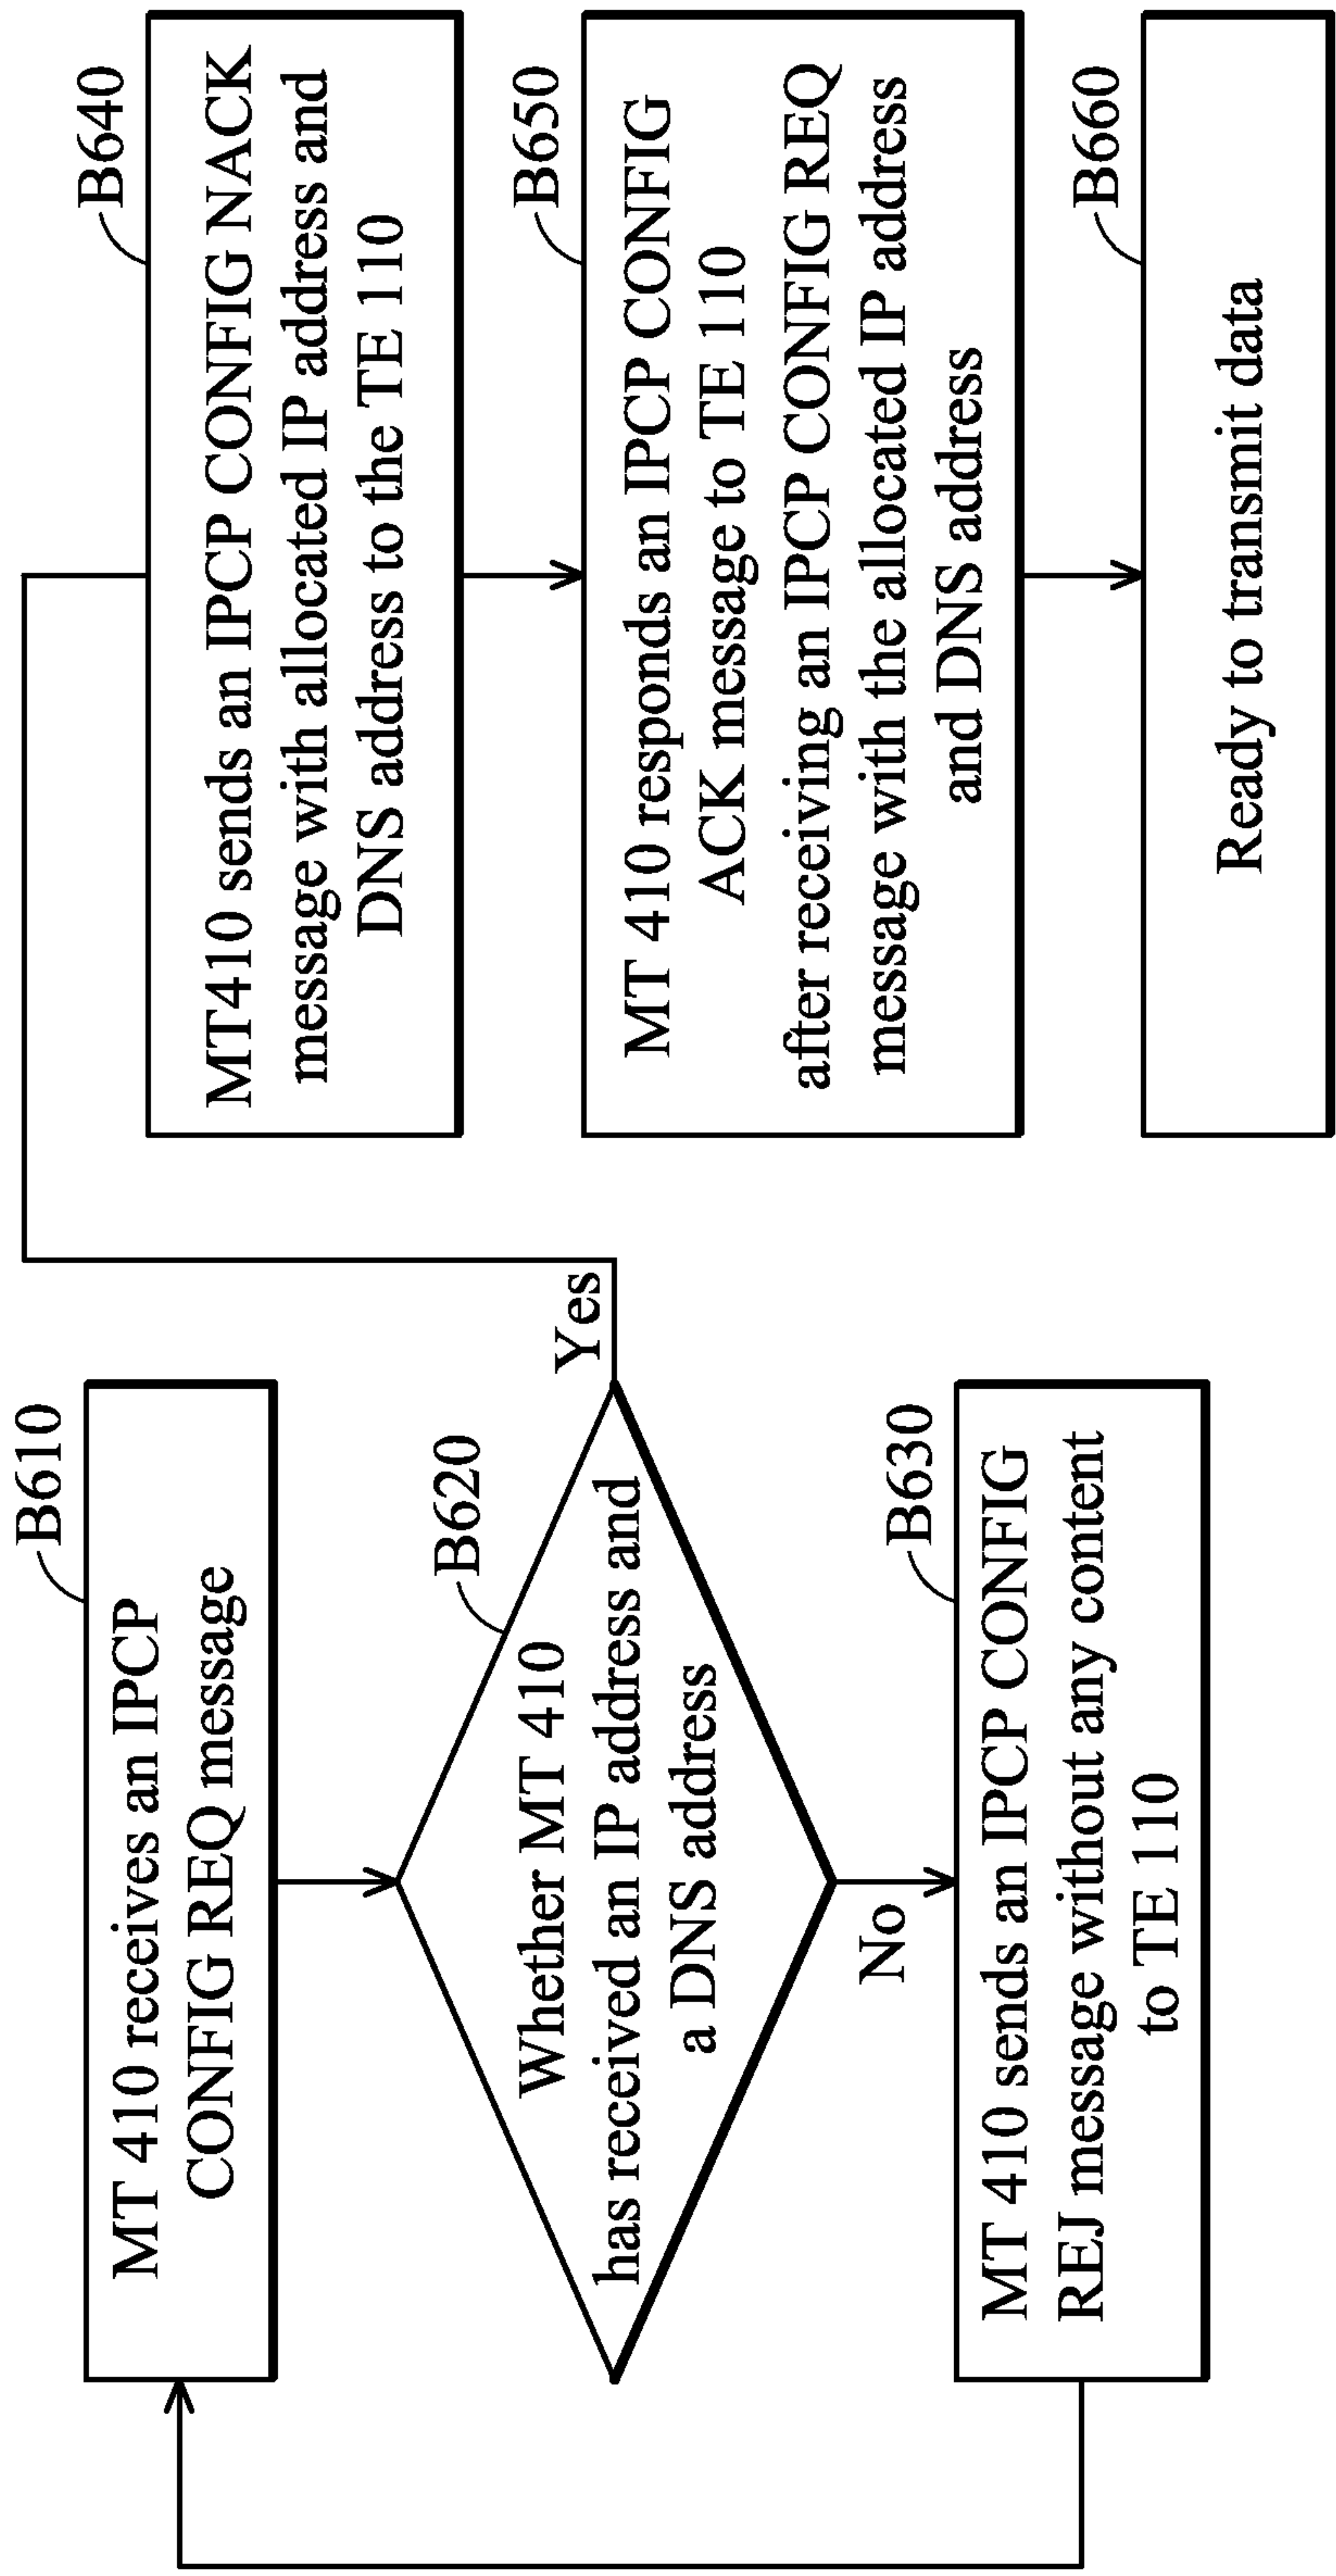 B610
MT 410 receives an IPCP
CONFIG REQ message
B620
Whether MT 410
has received an IP address and
a DNS address
Yes
No
B630
MT 410 sends an IPCP CONFIG
REJ message without any content
to TE 110
B640
MT410 sends an IPCP CONFIG NACK
message with allocated IP address and
DNS address to the TE 110
B650
MT 410 responds an IPCP CONFIG
ACK message to TE 110
after receiving an IPCP CONFIG REQ
message with the allocated IP address
and DNS address
B660
Ready to transmit data